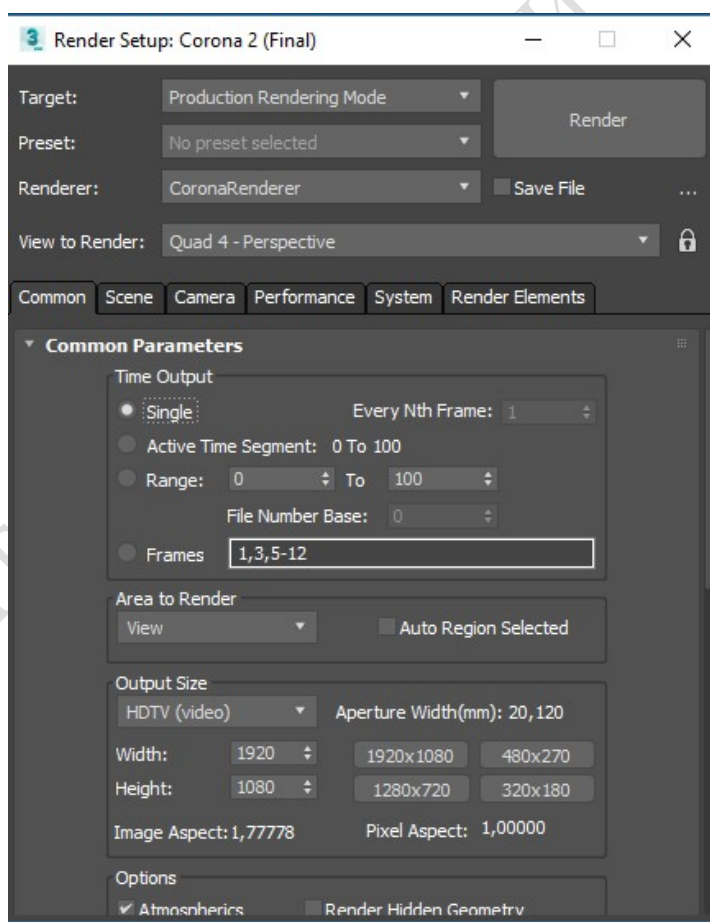 3 Render Setup: Corona 2 (Final)
Target: Production Rendering Mode
Render
Preset: No preset selected
Renderer: CoronaRenderer Save File ...
View to Render: Quad 4 - Perspective
Common Scene Camera Performance System Render Elements
Common Parameters
Time Output
Single Every Nth Frame: 1
Active Time Segment: 0 To 100
Range: 0 To 100
File Number Base: 0
Frames 1,3,5-12
Area to Render
View Auto Region Selected
Output Size
HDTV (video) Aperture Width(mm): 20,120
Width: 1920 1920x1080 480x270
Height: 1080 1280x720 320x180
Image Aspect: 1,77778 Pixel Aspect: 1,00000
Options
Atmospherics Render Hidden Geometry